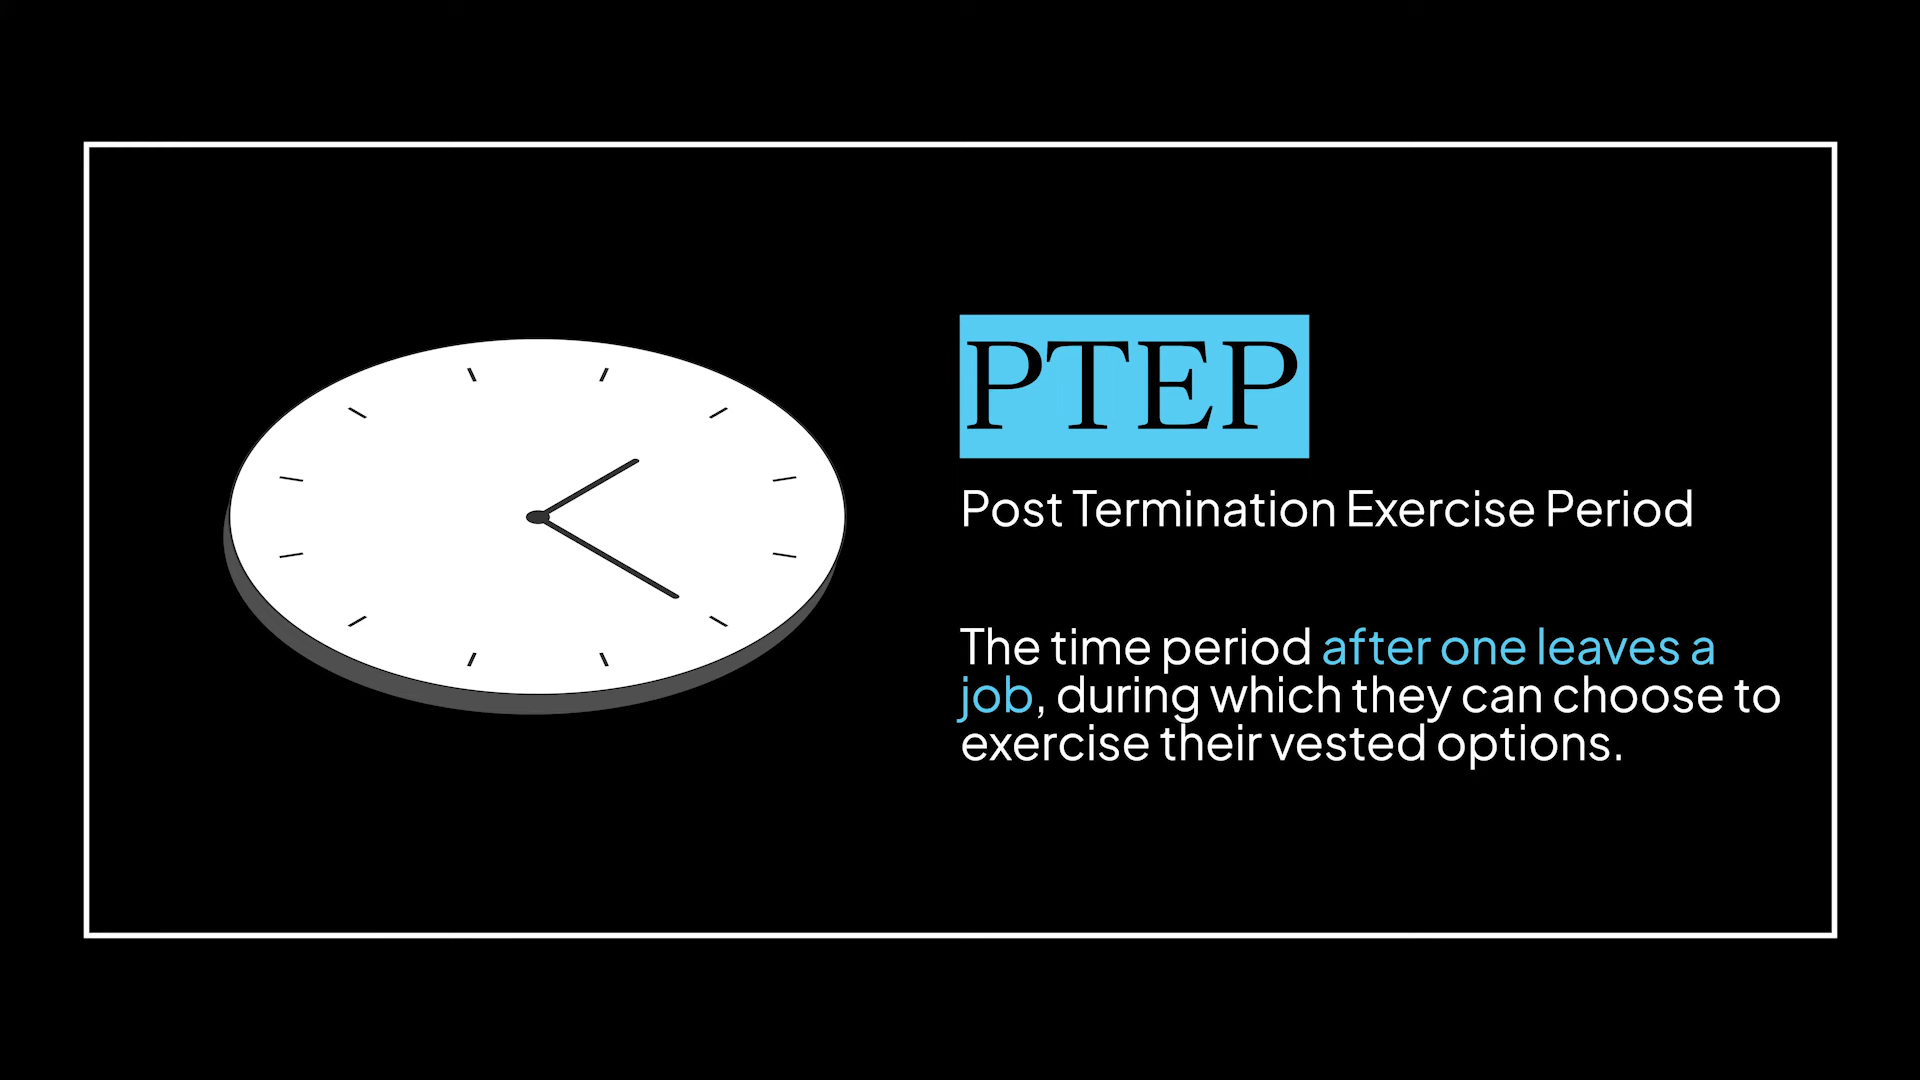 PTEP
Post Termination Exercise Period
The time period after one leaves a
job, during which they can choose to
exercise their vested options.